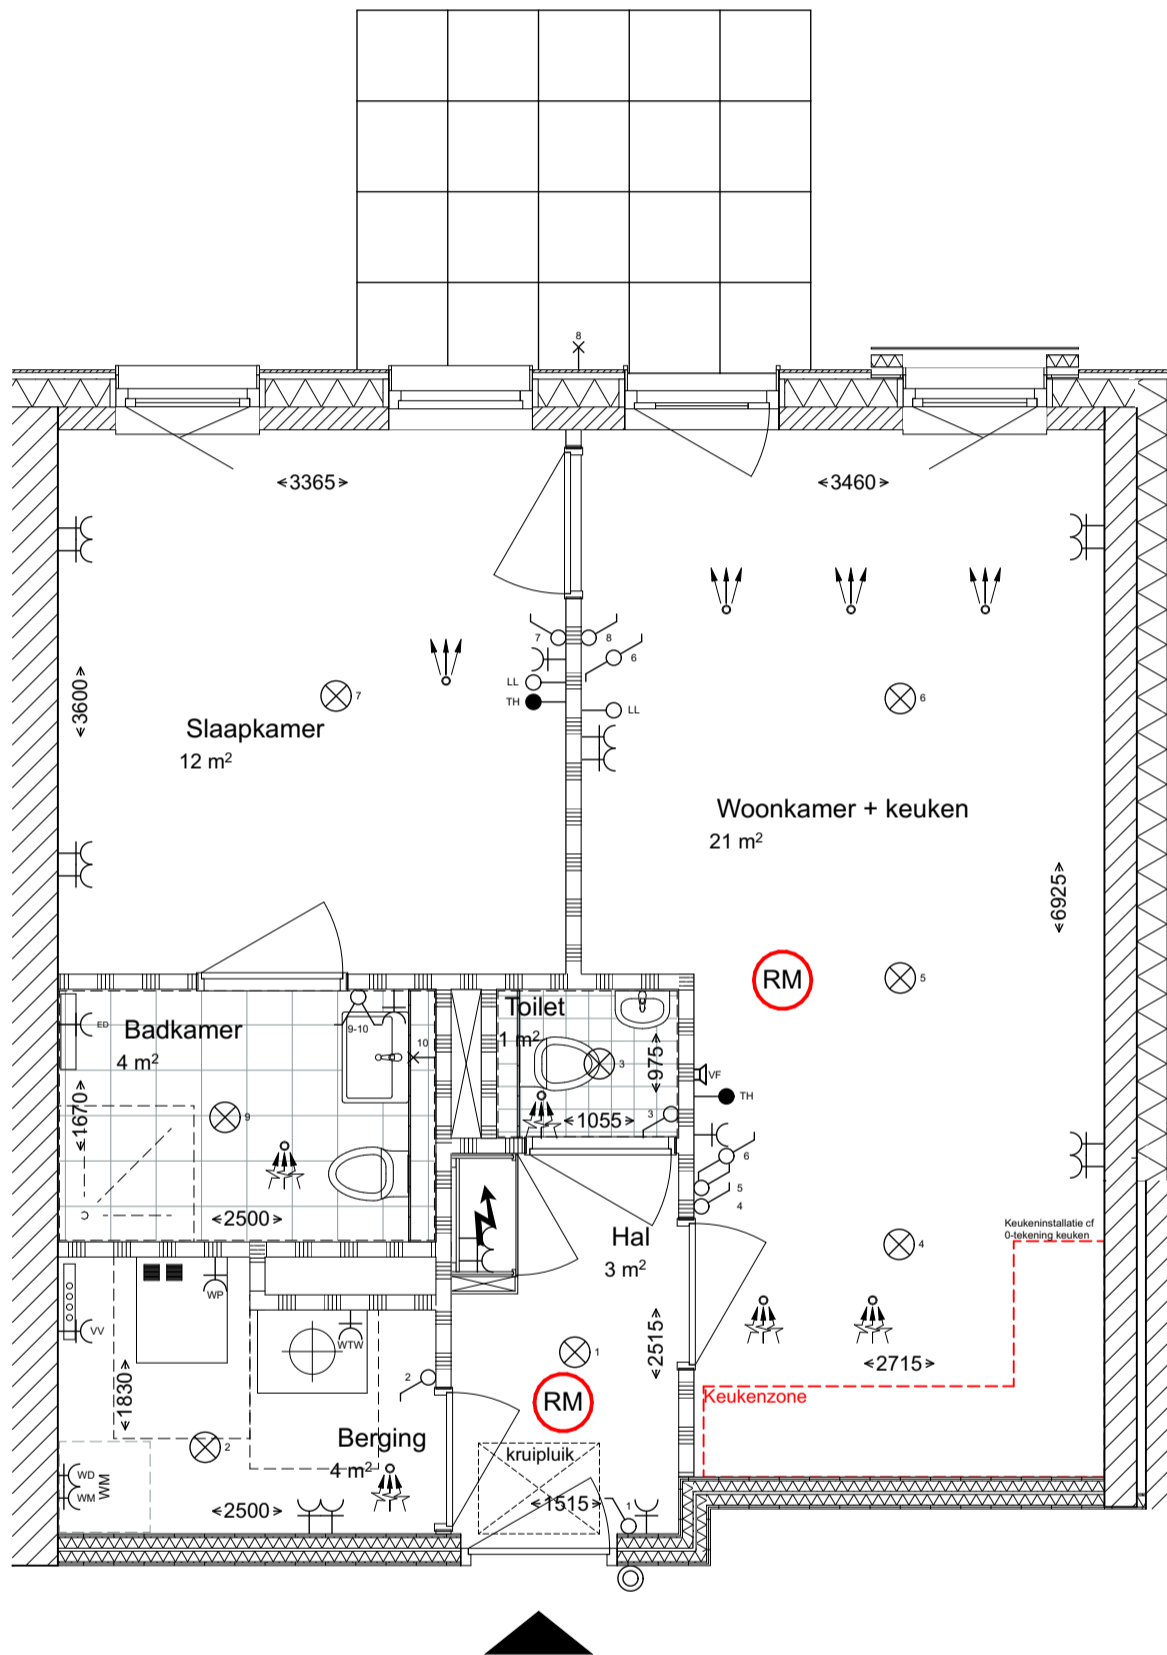 8
3365
3460
7
8
6
LL
TH
LL
3600
7
6
Slaapkamer
12 m²
Woonkamer + keuken
21 m²
6925
RM
5
ED
Badkamer
4 m²
9-10
10
Toilet
1 m²
3
975
VF
TH
1670
9
1055
3
6
5
4
2500
Hal
3 m²
4
Keukeninstallatie cf
0-tekening keuken
WP
VV
WTW
1
2515
2715
2
1830
RM
Keukenzone
Berging
4 m²
2
kruipluik
WD
WM
WM
2500
1515
1